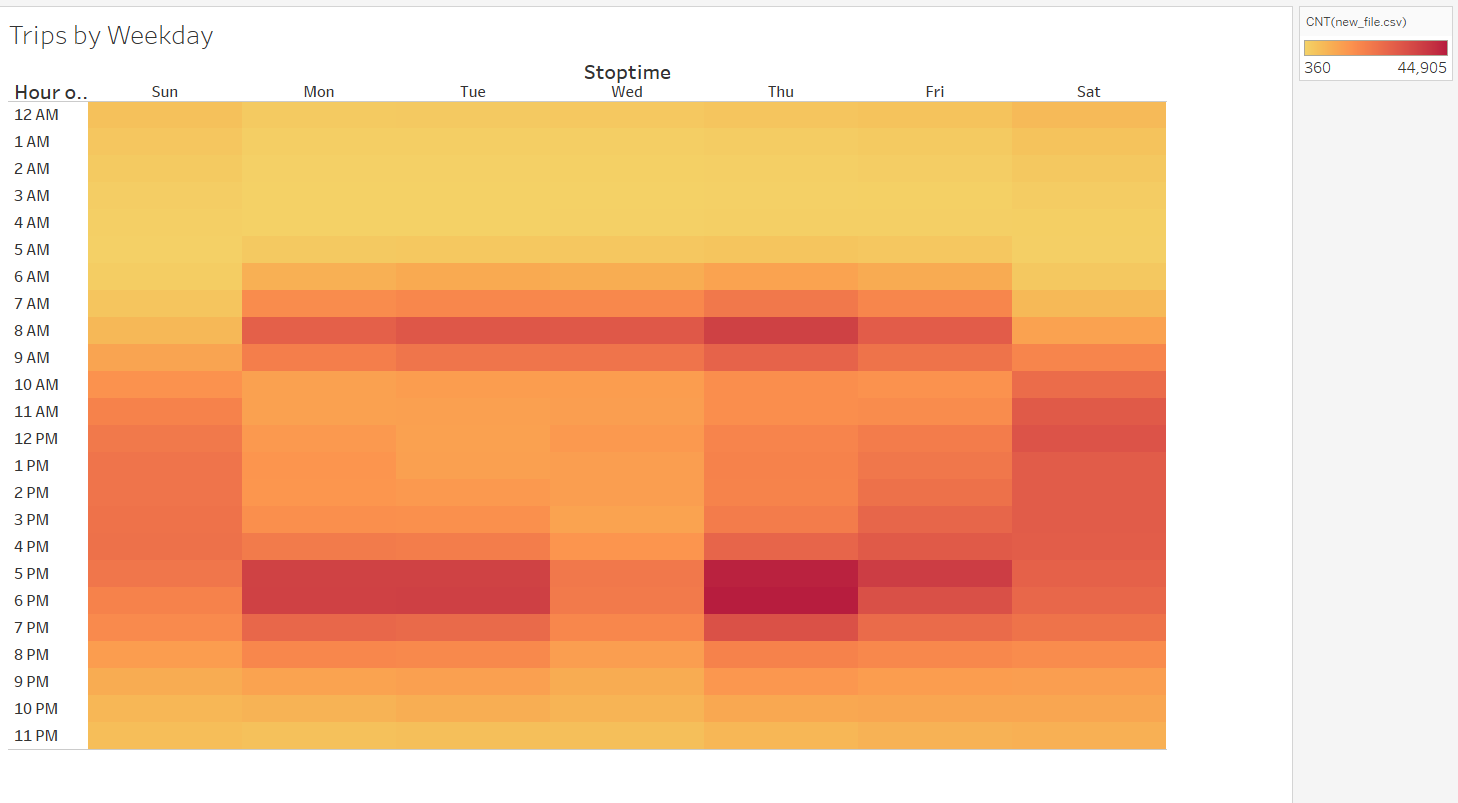 Trips by Weekday
CNT(new_file.csv)
360 44,905
Stoptime
Hour o.. Sun Mon Tue Wed Thu Fri Sat
12 AM
1 AM
2 AM
3 AM
4 AM
5 AM
6 AM
7 AM
8 AM
9 AM
10 AM
11 AM
12 PM
1 PM
2 PM
3 PM
4 PM
5 PM
6 PM
7 PM
8 PM
9 PM
10 PM
11 PM